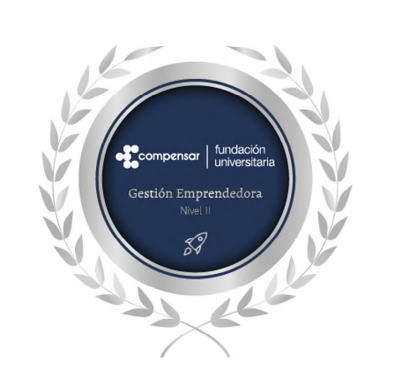 compensar
fundación
universitaria
Gestión Emprendedora
Nivel II